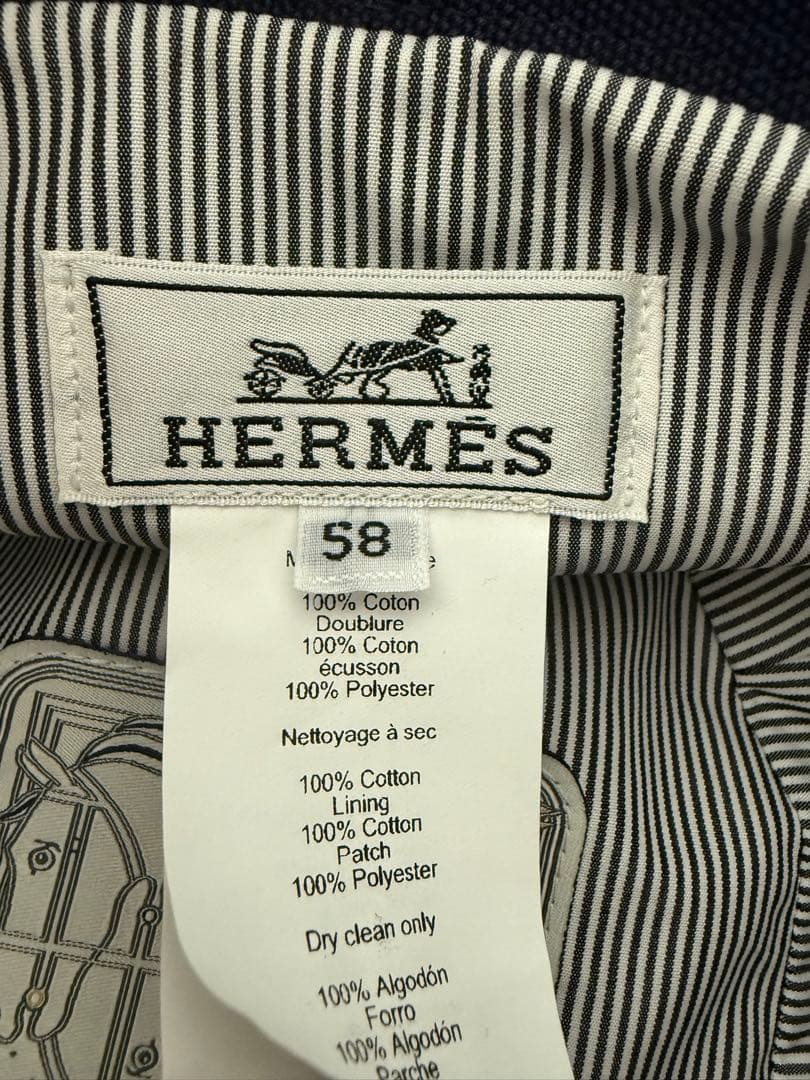 HERMÈS
58
100% Coton
Doublure
100% Coton
écusson
100% Polyester
Nettoyage à sec
100% Cotton
Lining
100% Cotton
Patch
100% Polyester
Dry clean only
100% Algodón
Forro
100% Algodón
Parche